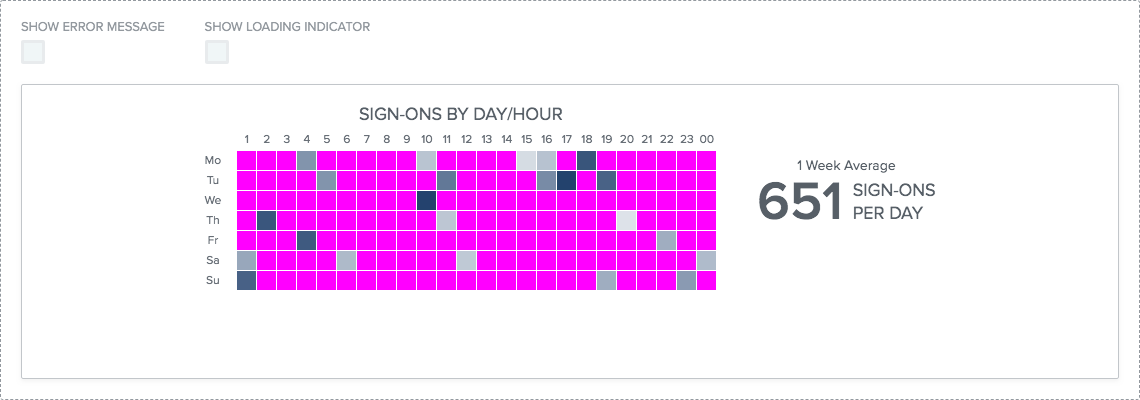 SHOW ERROR MESSAGE SHOW LOADING INDICATOR
SIGN-ONS BY DAY/HOUR
1 2 3 4 5 6 7 8 9 10 11 12 13 14 15 16 17 18 19 20 21 22 23 00
Mo
Tu
We
Th
Fr
Sa
Su
1 Week Average
651 SIGN-ONS
PER DAY